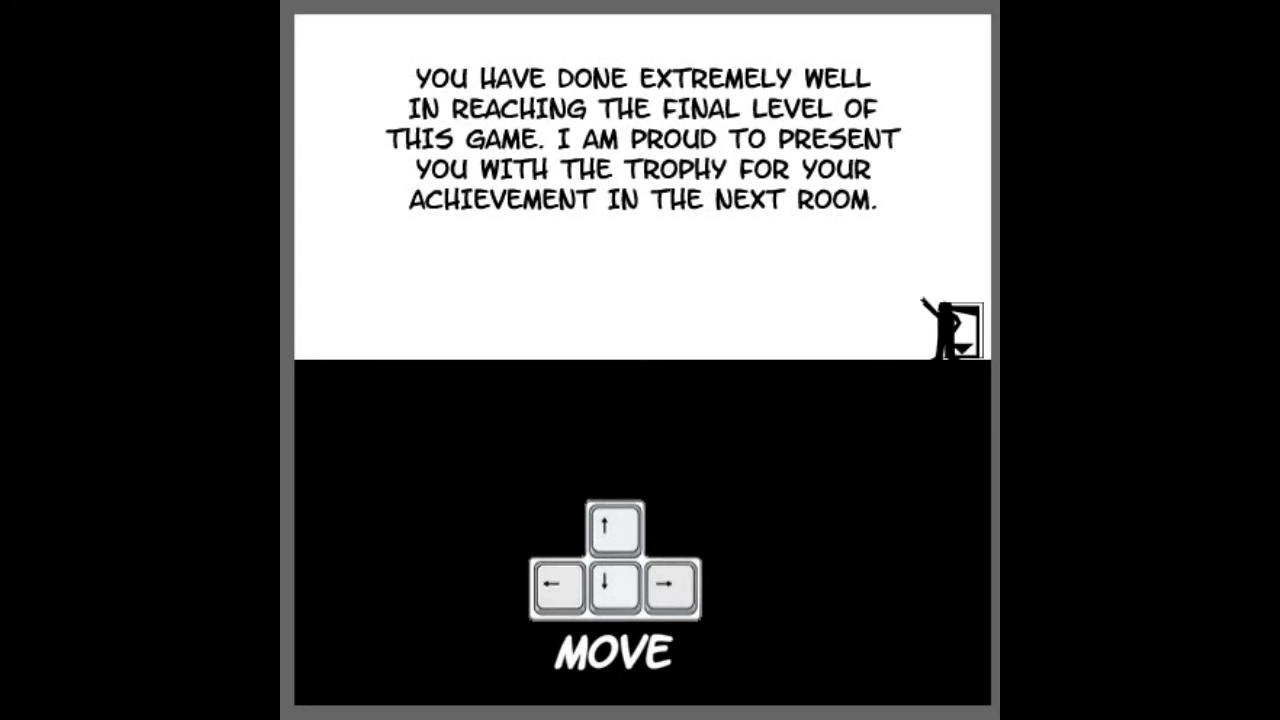 YOU HAVE DONE EXTREMELY WELL
IN REACHING THE FINAL LEVEL OF
THIS GAME. I AM PROUD TO PRESENT
YOU WITH THE TROPHY FOR YOUR
ACHIEVEMENT IN THE NEXT ROOM.
↑
← ↓ →
MOVE